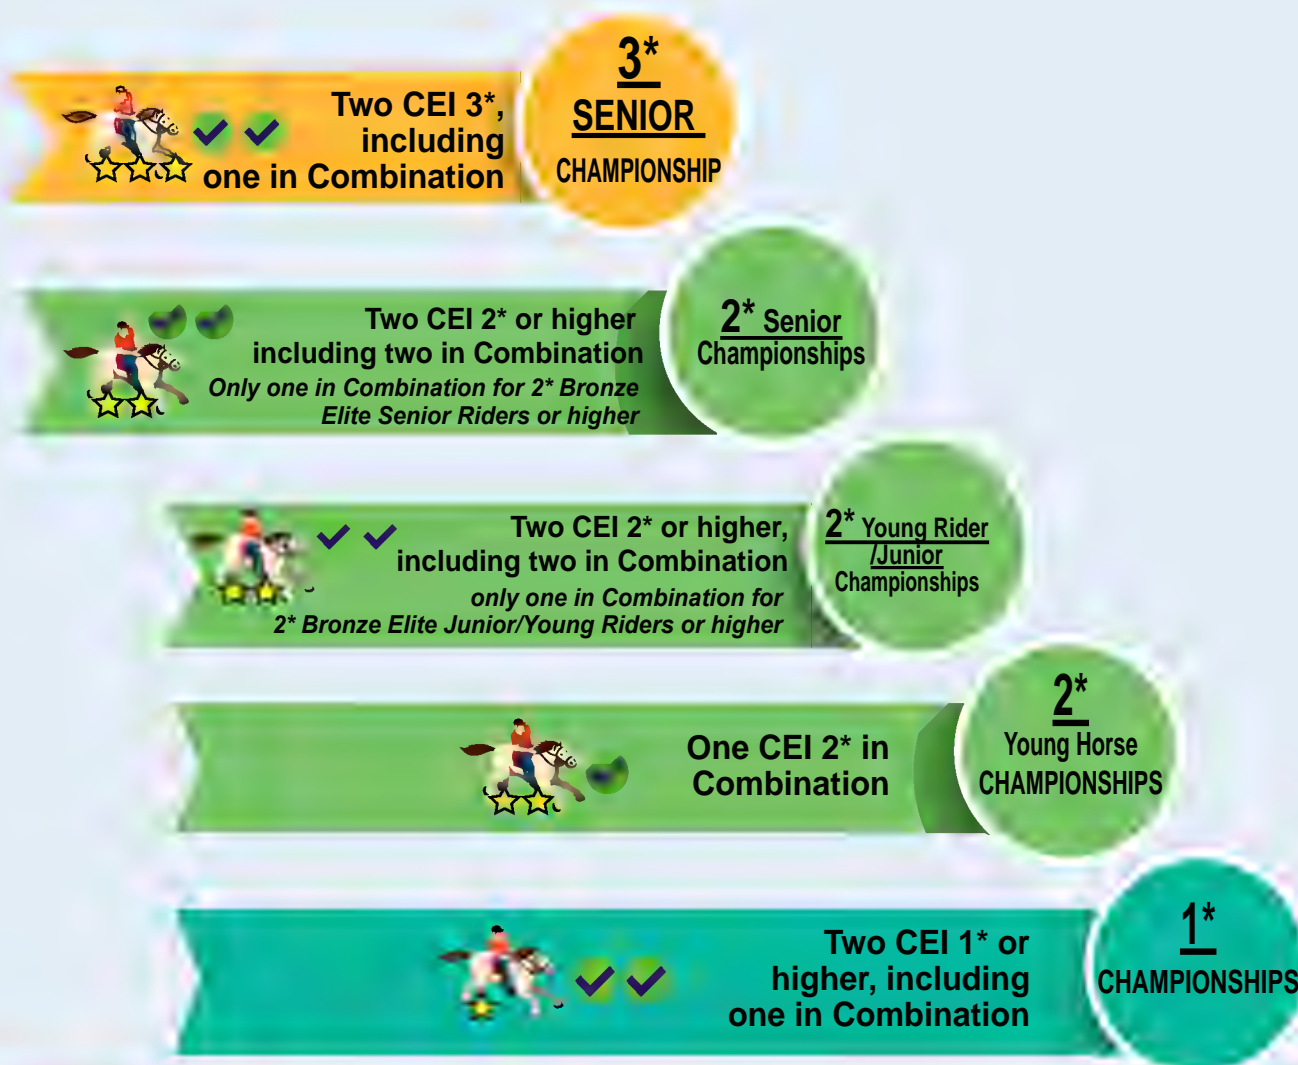 Two CEI 3*,
including
one in Combination
3*
SENIOR
CHAMPIONSHIP
Two CEI 2* or higher
including two in Combination
Only one in Combination for 2* Bronze
Elite Senior Riders or higher
2* Senior
Championships
Two CEI 2* or higher,
including two in Combination
only one in Combination for
2* Bronze Elite Junior/Young Riders or higher
2* Young Rider
/Junior
Championships
One CEI 2* in
Combination
2*
Young Horse
CHAMPIONSHIPS
Two CEI 1* or
higher, including
one in Combination
1*
CHAMPIONSHIPS